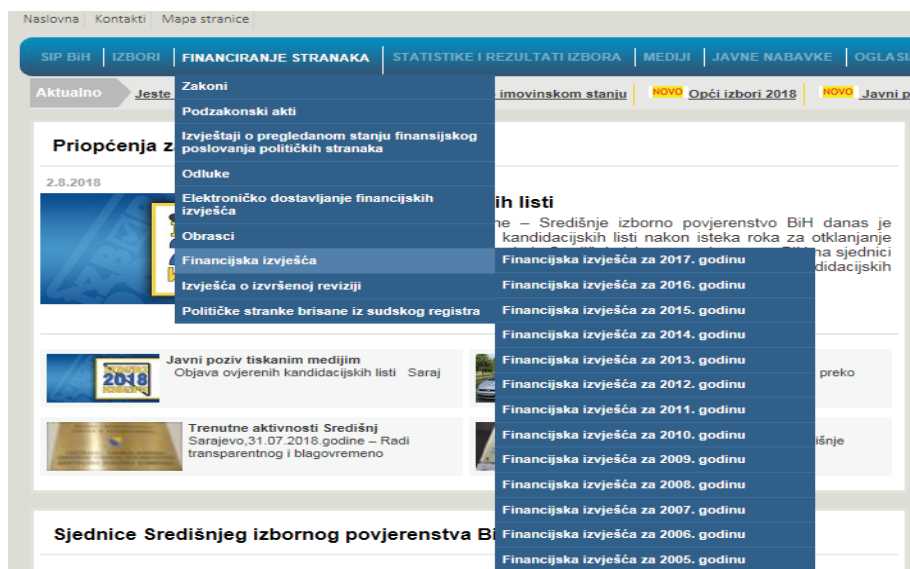 Naslovna Kontakti Mapa stranice
SIP BiH IZBORI FINANCIRANJE STRANAKA STATISTIKE I REZULTATI IZBORA MEDIJI JAVNE NABAVKE OGLASI
Aktualno Jeste imovinskom stanju NOVO Opći izbori 2018 NOVO Javni p
Zakoni
Podzakonski akti
Izvještaji o pregledanom stanju finansijskog
poslovanja političkih stranaka
Odluke
Elektroničko dostavljanje financijskih
izvješća
Obrasci
Financijska izvješća
Izvješća o izvršenoj reviziji
Političke stranke brisane iz sudskog registra
Financijska izvješća za 2017. godinu
Financijska izvješća za 2016. godinu
Financijska izvješća za 2015. godinu
Financijska izvješća za 2014. godinu
Financijska izvješća za 2013. godinu
Financijska izvješća za 2012. godinu
Financijska izvješća za 2011. godinu
Financijska izvješća za 2010. godinu
Financijska izvješća za 2009. godinu
Financijska izvješća za 2008. godinu
Financijska izvješća za 2007. godinu
Financijska izvješća za 2006. godinu
Financijska izvješća za 2005. godinu
Priopćenja z
2.8.2018
ih listi
ne – Središnje izborno povjerenstvo BiH danas je
kandidacijskih listi nakon isteka roka za otklanjanje
na sjednici
didacijskih
2018
Javni poziv tiskanim medijim
Objava ovjerenih kandidacijskih listi Saraj
preko
Trenutne aktivnosti Središnj
Sarajevo,31.07.2018.godine – Radi
transparentnog i blagovremeno
išnje
Sjednice Središnjeg izbornog povjerenstva Bi